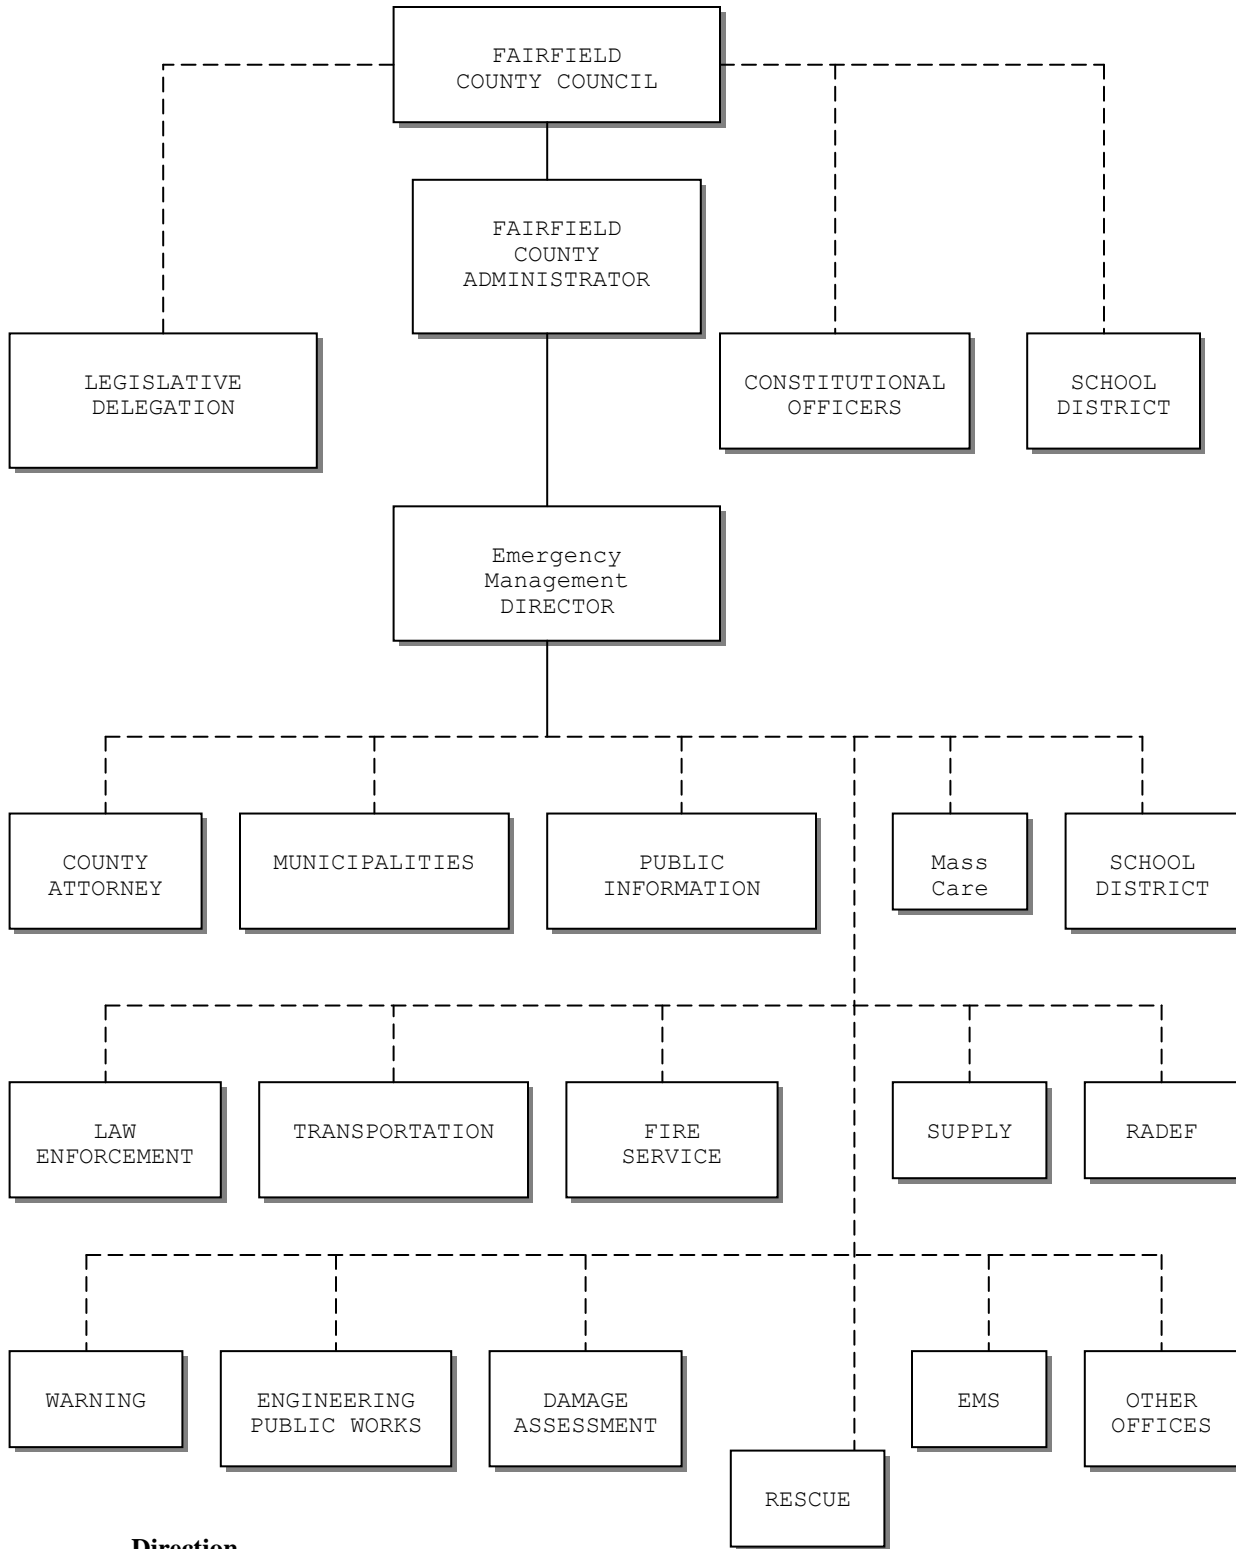 FAIRFIELD
COUNTY COUNCIL
FAIRFIELD
COUNTY
ADMINISTRATOR
LEGISLATIVE
DELEGATION
CONSTITUTIONAL
OFFICERS
SCHOOL
DISTRICT
Emergency
Management
DIRECTOR
COUNTY
ATTORNEY
MUNICIPALITIES
PUBLIC
INFORMATION
Mass
Care
SCHOOL
DISTRICT
LAW
ENFORCEMENT
TRANSPORTATION
FIRE
SERVICE
SUPPLY
RADEF
WARNING
ENGINEERING
PUBLIC WORKS
DAMAGE
ASSESSMENT
EMS
OTHER
OFFICES
RESCUE
Direction